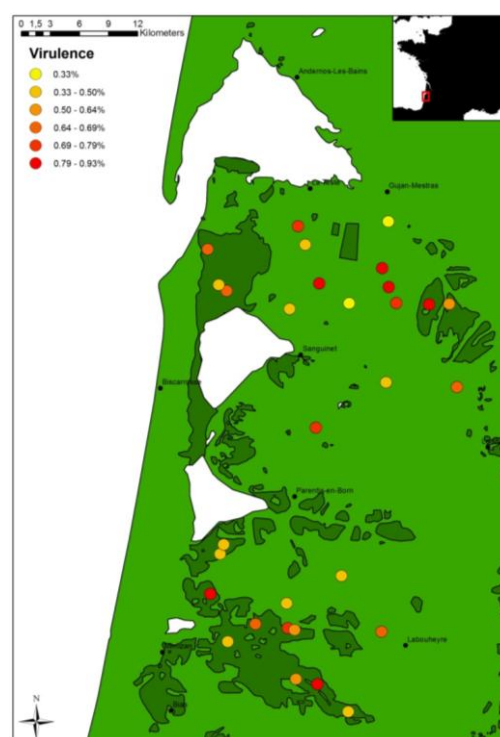 0 1,5 3 6 9 12
Kilometers
Virulence
0.33%
0.33 - 0.50%
0.50 - 0.64%
0.64 - 0.69%
0.69 - 0.79%
0.79 - 0.93%
Andernos-Les-Bains
Gujan-Mestras
Sanguinet
Parentis-en-Born
Labouheyre
N